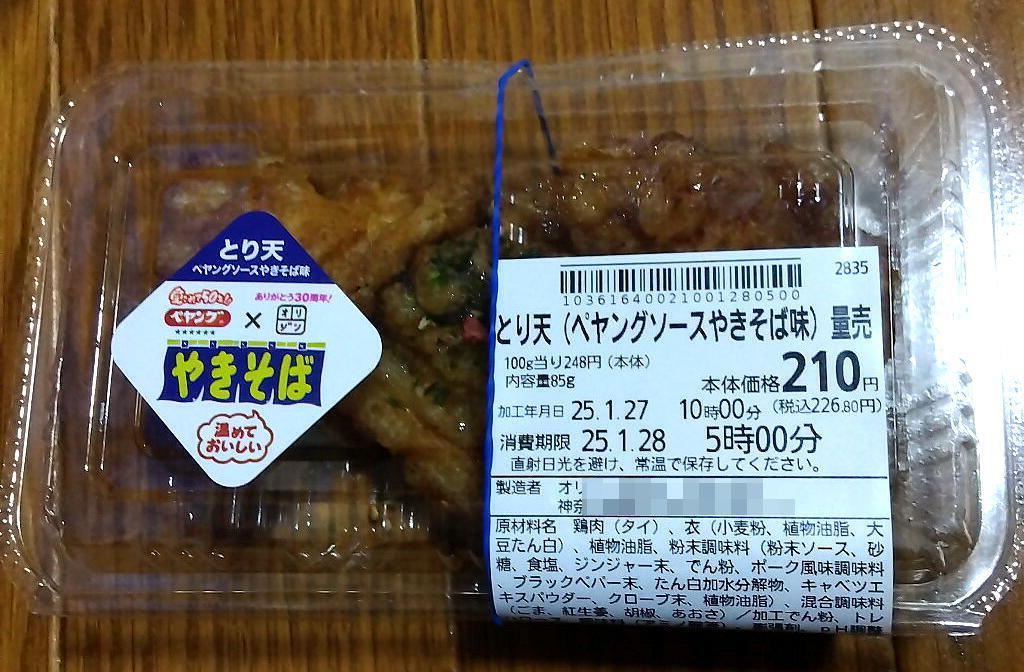 とり天
ペヤングソースやきそば味
ありがとう30周年!
ペヤング
×
オリジン
やきそば
温めて
おいしい
2835
10361640021001280500
とり天(ペヤングソースやきそば味)量売
100g当り248円(本体)
内容量85g
本体価格210円
加工年月日 25.1.27 10時00分 (税込226.80円)
消費期限 25.1.28 5時00分
直射日光を避け、常温で保存してください。
製造者 オリ
神奈
原材料名 鶏肉(タイ)、衣(小麦粉、植物油脂、大
豆たん白)、植物油脂、粉末調味料(粉末ソース、砂
糖、食塩、ジンジャー末、でん粉、ポーク風味調味料
、ブラックペパー末、たん白加水分解物、キャベツエ
キスパウダー、クローブ末、植物油脂)、混合調味料
(ごま、紅生姜、胡椒、あおさ)/加工でん粉、トレ